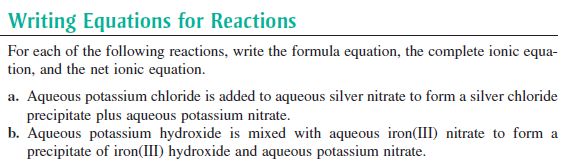 Writing Equations for Reactions
For each of the following reactions, write the formula equation, the complete ionic equa-
tion, and the net ionic equation.
a. Aqueous potassium chloride is added to aqueous silver nitrate to form a silver chloride
precipitate plus aqueous potassium nitrate.
b. Aqueous potassium hydroxide is mixed with aqueous iron(III) nitrate to form a
precipitate of iron(III) hydroxide and aqueous potassium nitrate.